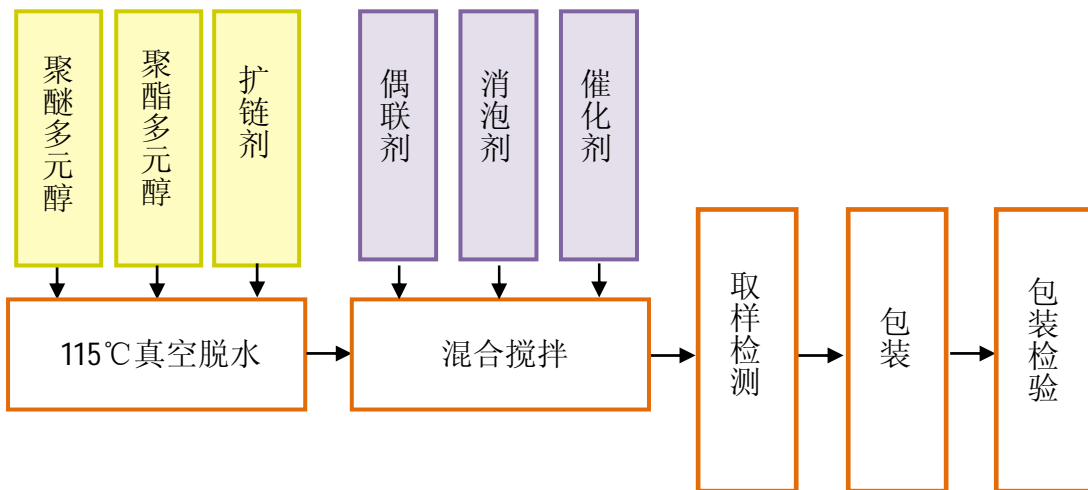 聚醚多元醇
聚酯多元醇
扩链剂
偶联剂
消泡剂
催化剂
115℃真空脱水
混合搅拌
取样检测
包装
包装检验